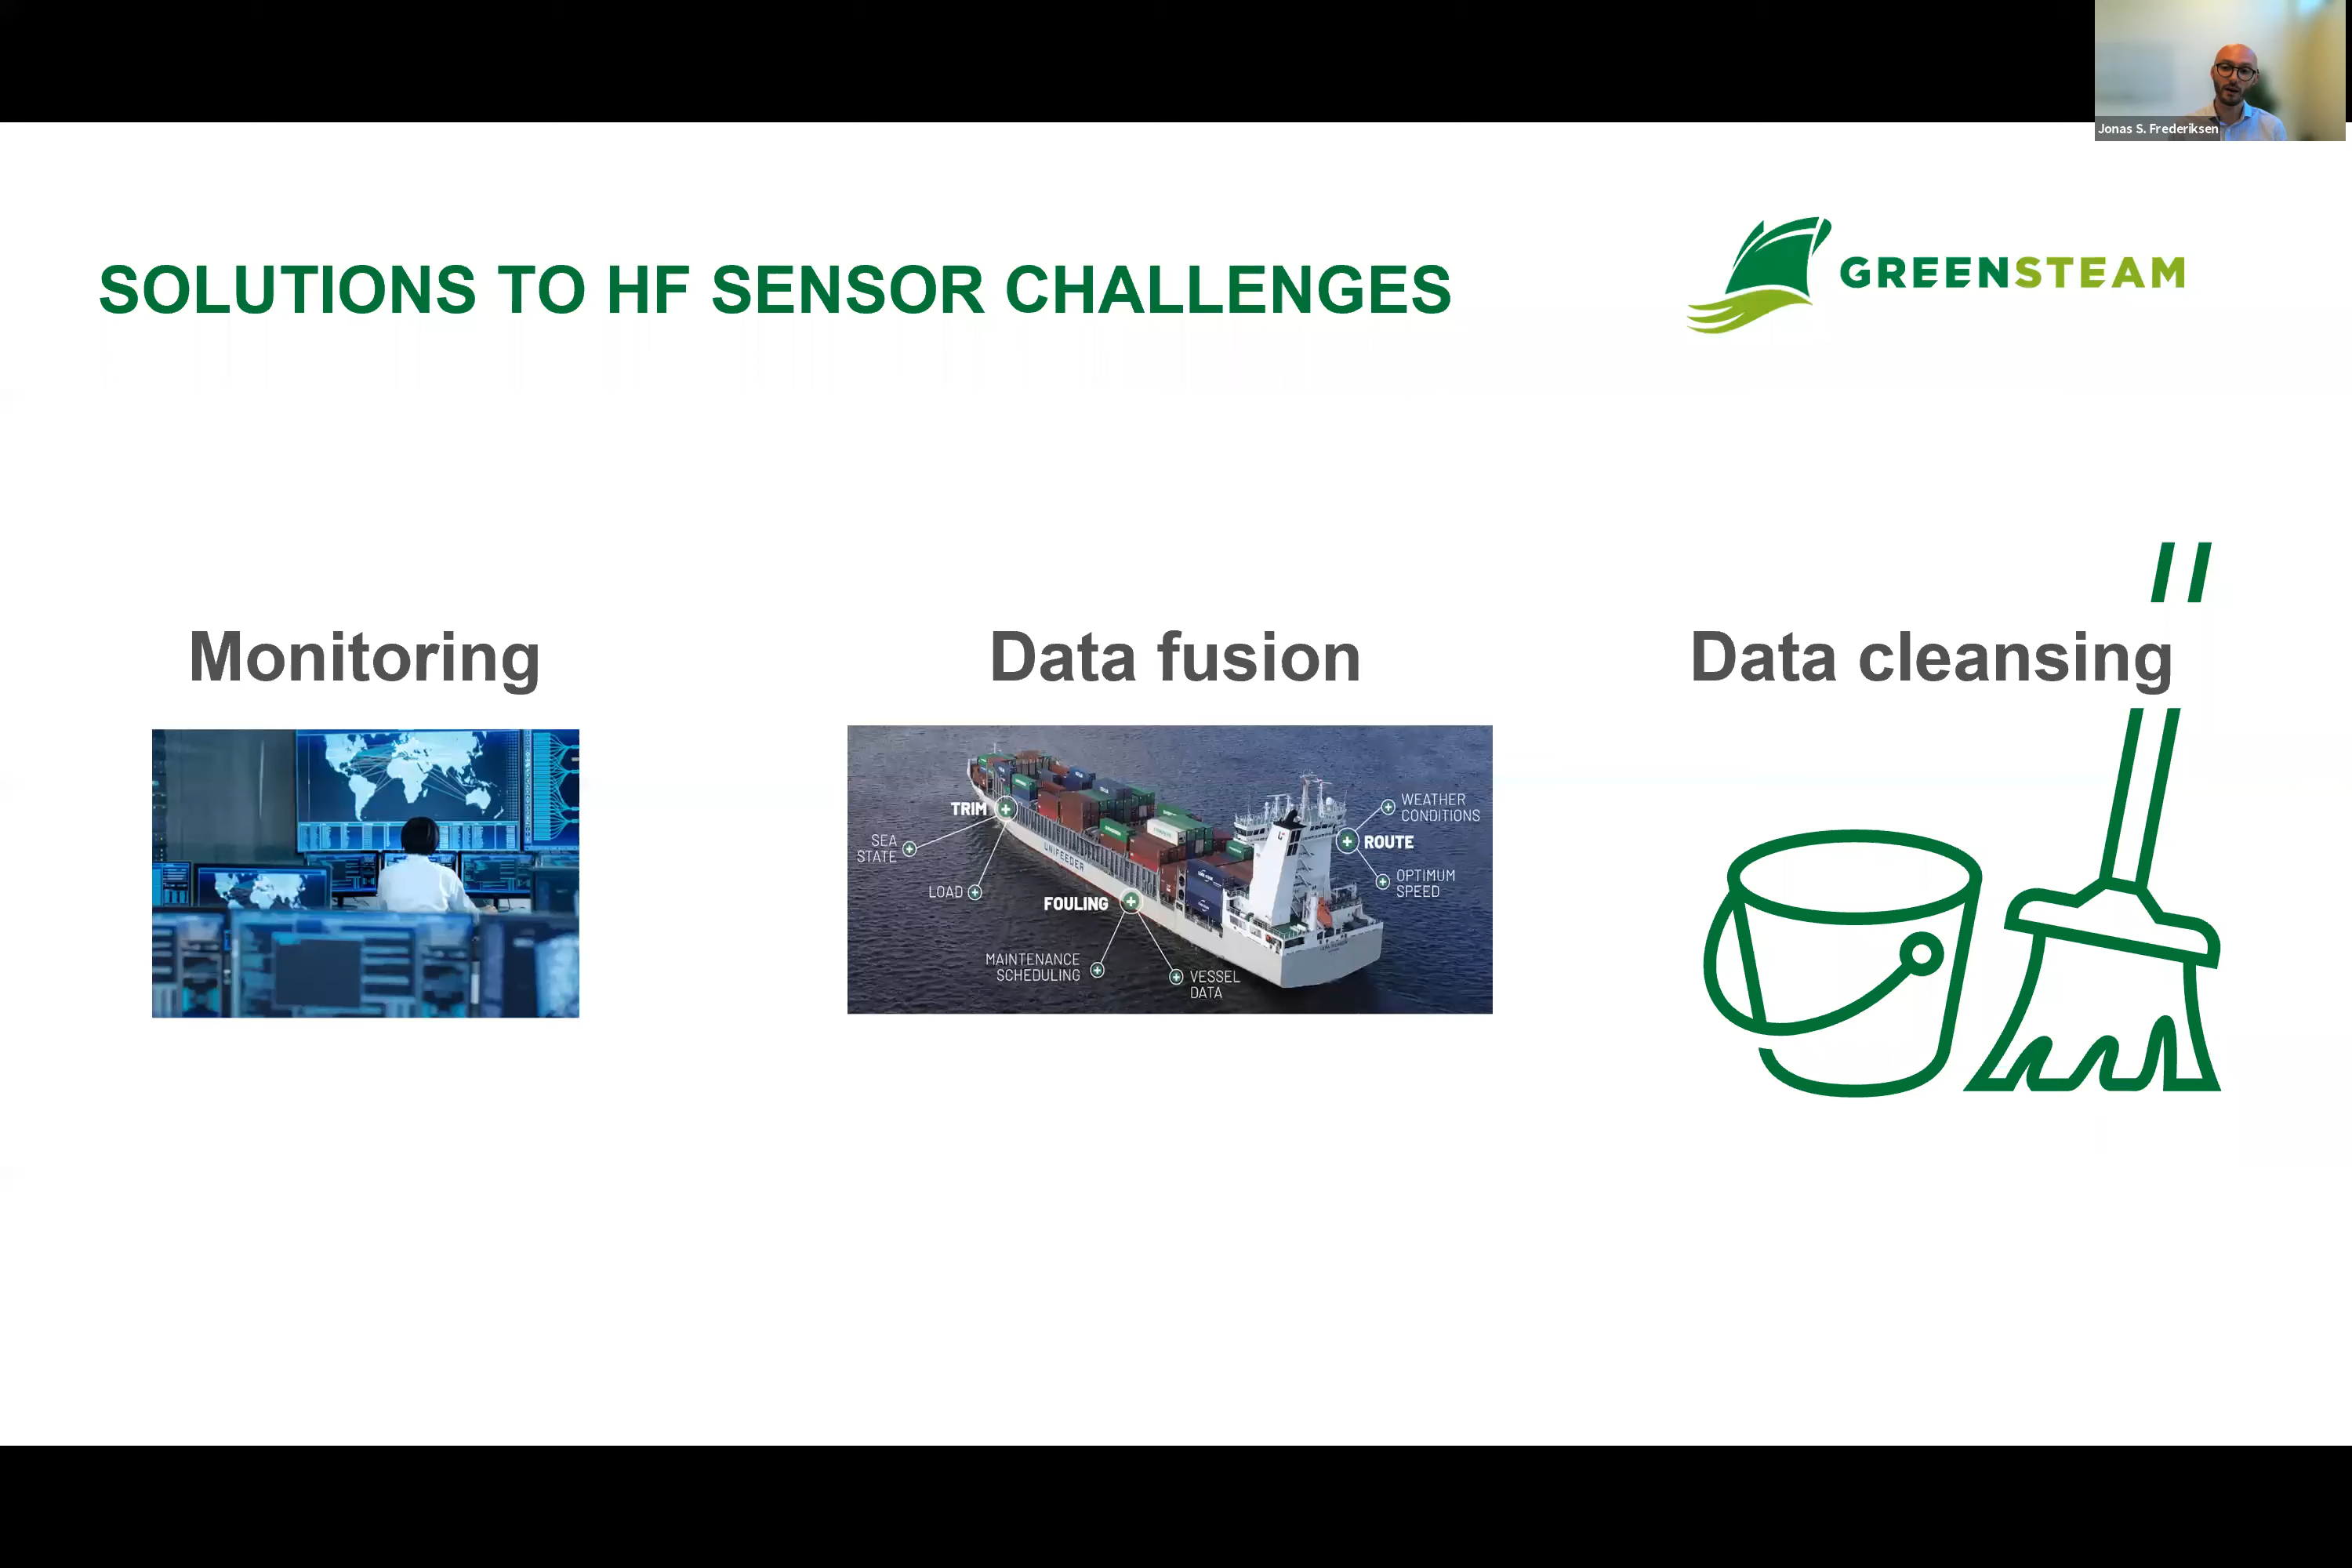 Jonas S. Frederiksen
SOLUTIONS TO HF SENSOR CHALLENGES
GREENSTEAM
Monitoring
Data fusion
Data cleansing
TRIM
SEA
STATE
LOAD
UNIFEEDER
FOULING
MAINTENANCE
SCHEDULING
VESSEL
DATA
WEATHER
CONDITIONS
ROUTE
OPTIMUM
SPEED